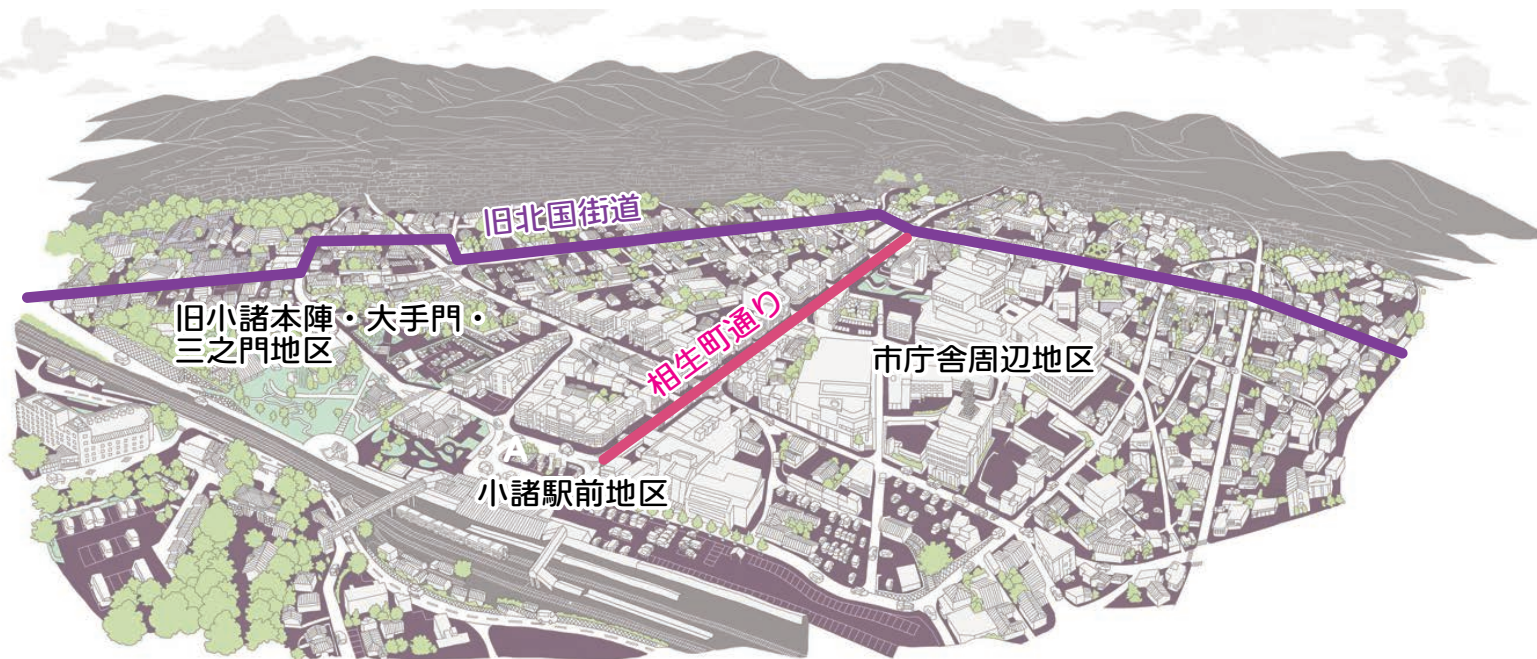 旧北国街道
旧小諸本陣・大手門・
三之門地区
相生町通り
市庁舎周辺地区
小諸駅前地区